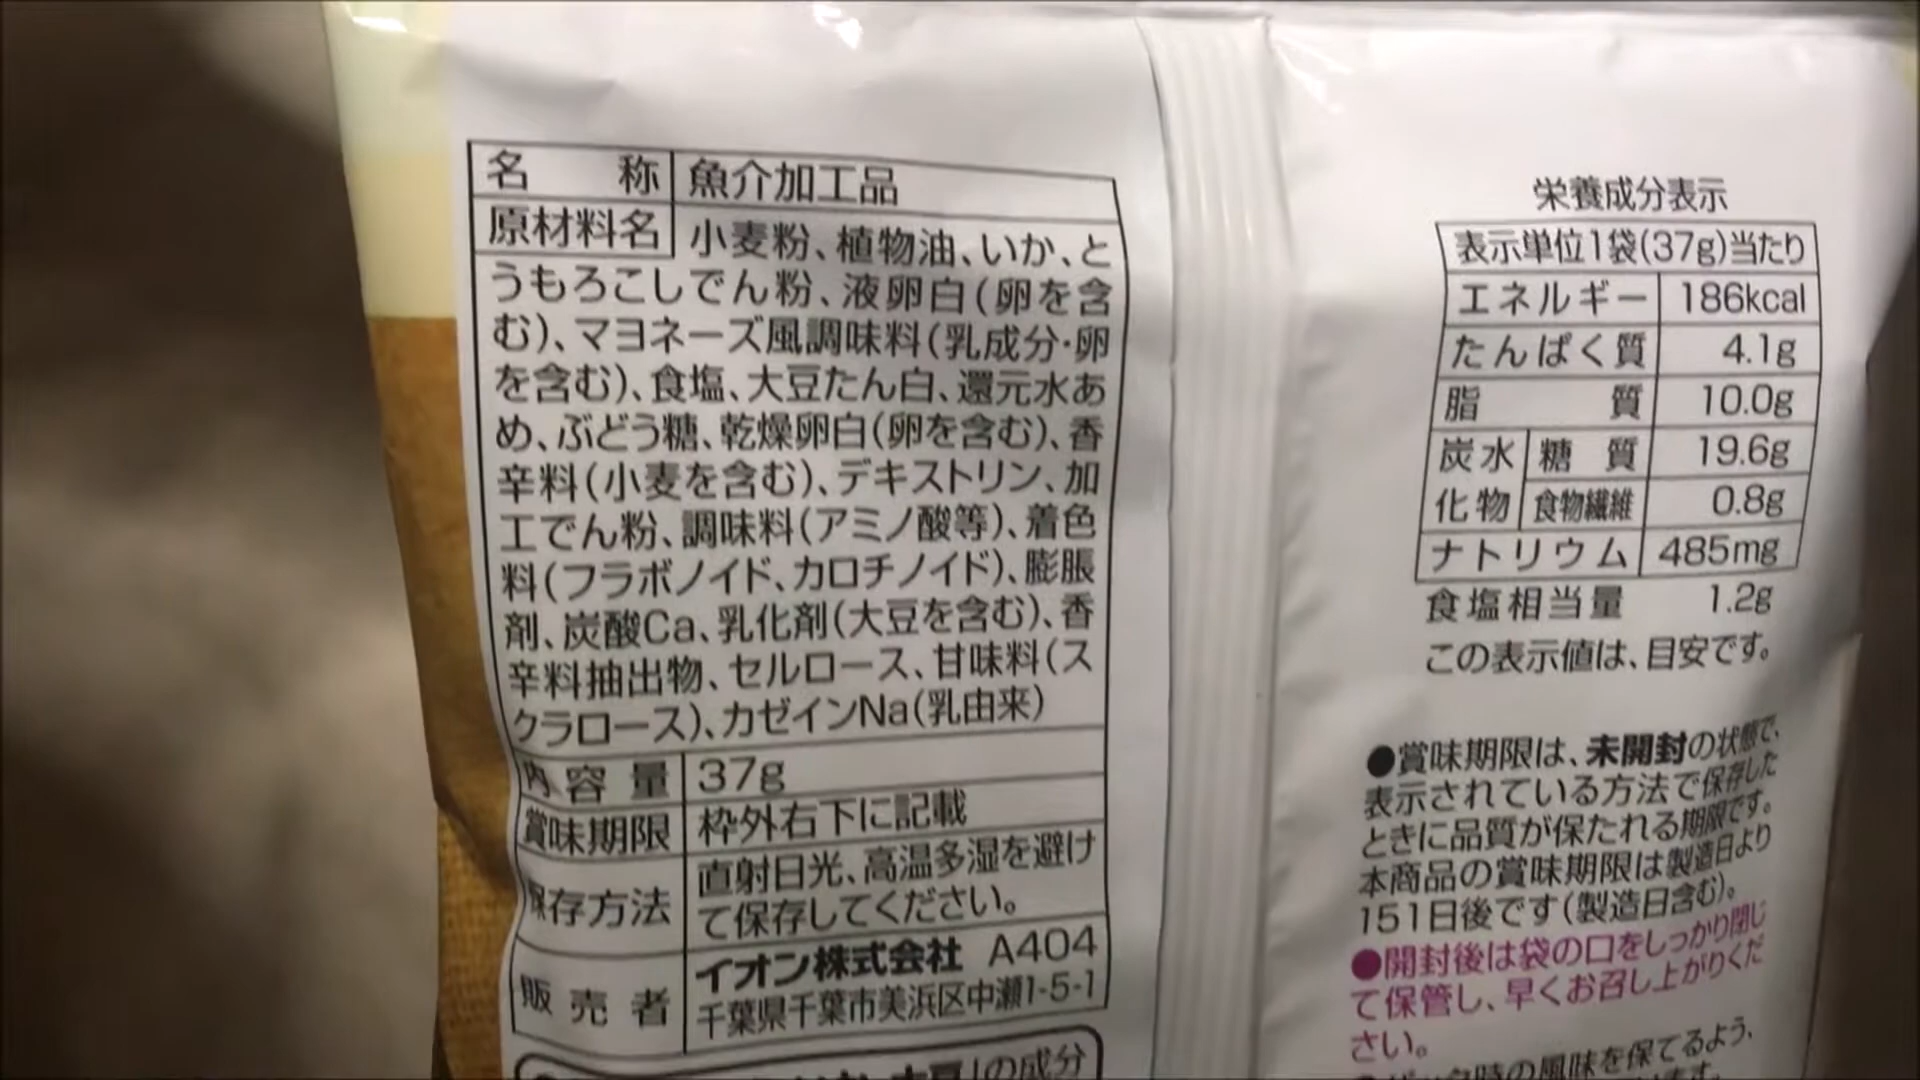 名称 魚介加工品
原材料名 小麦粉、植物油、いか、と
うもろこしでん粉、液卵白(卵を含
む)、マヨネーズ風調味料(乳成分・卵
を含む)、食塩、大豆たん白、還元水あ
め、ぶどう糖、乾燥卵白(卵を含む)、香
辛料(小麦を含む)、デキストリン、加
工でん粉、調味料(アミノ酸等)、着色
料(フラボノイド、カロチノイド)、膨脹
剤、炭酸Ca、乳化剤(大豆を含む)、香
辛料抽出物、セルロース、甘味料(ス
クラロース)、カゼインNa(乳由来)
内容量 37g
賞味期限 枠外右下に記載
保存方法 直射日光、高温多湿を避け
て保存してください。
販売者 イオン株式会社 A404
千葉県千葉市美浜区中瀬1-5-1
大豆」の成分
栄養成分表示
表示単位1袋(37g)当たり
エネルギー 186kcal
たんぱく質 4.1g
脂質 10.0g
炭水化物 糖質 19.6g
食物繊維 0.8g
ナトリウム 485mg
食塩相当量 1.2g
この表示値は、目安です。
●賞味期限は、未開封の状態で、
表示されている方法で保存した
ときに品質が保たれる期限です。
本商品の賞味期限は製造日より
151日後です(製造日含む)。
●開封後は袋の口をしっかり閉じ
て保管し、早くお召し上がりくだ
さい。
時の風味を保てるよう、